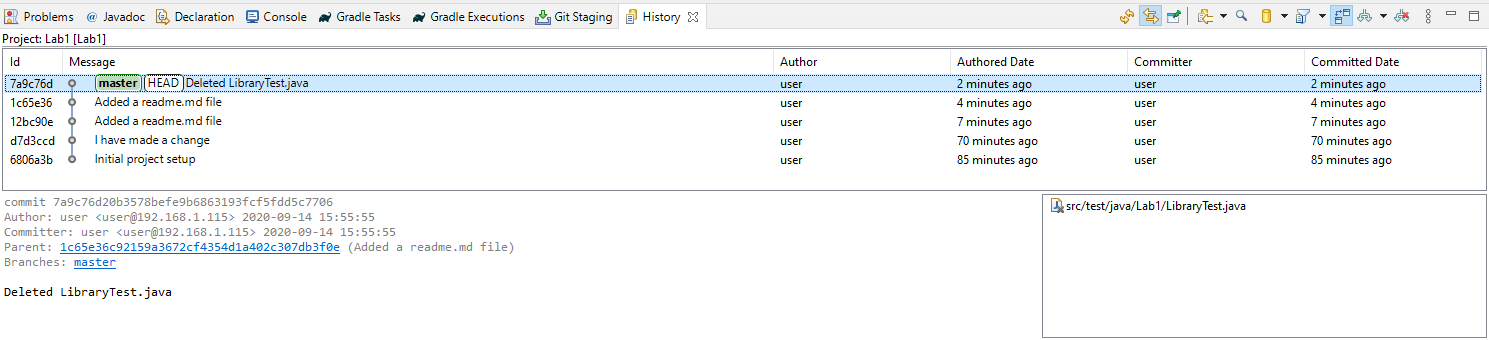 Problems @ Javadoc Declaration Console Gradle Tasks Gradle Executions Git Staging History
Project: Lab1 [Lab1]
Id Message Author Authored Date Committer Committed Date
7a9c76d master HEAD Deleted LibraryTest.java user 2 minutes ago user 2 minutes ago
1c65e36 Added a readme.md file user 4 minutes ago user 4 minutes ago
12bc90e Added a readme.md file user 7 minutes ago user 7 minutes ago
d7d3ccd I have made a change user 70 minutes ago user 70 minutes ago
6806a3b Initial project setup user 85 minutes ago user 85 minutes ago
commit 7a9c76d20b3578befe9b6863193fcf5fdd5c7706
Author: user <user@192.168.1.115> 2020-09-14 15:55:55
Committer: user <user@192.168.1.115> 2020-09-14 15:55:55
Parent: 1c65e36c92159a3672cf4354d1a402c307db3f0e (Added a readme.md file)
Branches: master
Deleted LibraryTest.java
src/test/java/Lab1/LibraryTest.java